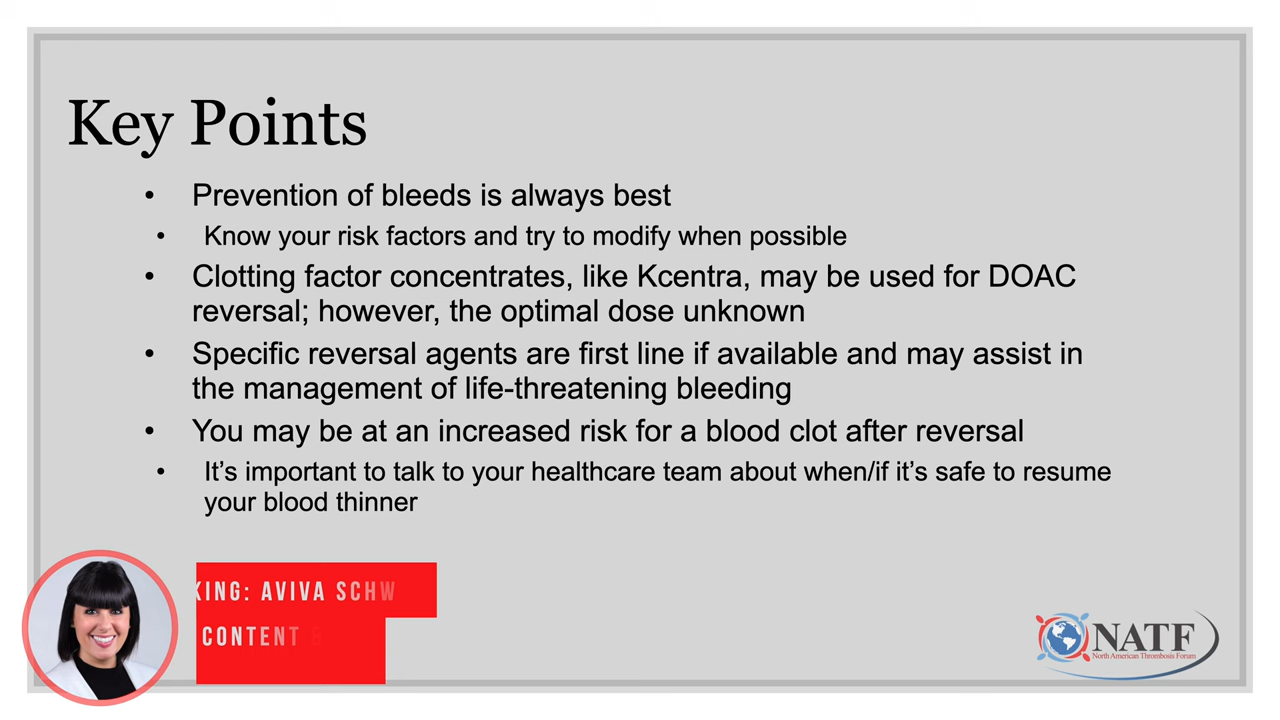 Key Points
• Prevention of bleeds is always best
• Know your risk factors and try to modify when possible
• Clotting factor concentrates, like Kcentra, may be used for DOAC
reversal; however, the optimal dose unknown
• Specific reversal agents are first line if available and may assist in
the management of life-threatening bleeding
• You may be at an increased risk for a blood clot after reversal
• It's important to talk to your healthcare team about when/if it's safe to resume
your blood thinner
KING: AVIVA SCHW
CONTENT &
NATF
North American Thrombosis Forum